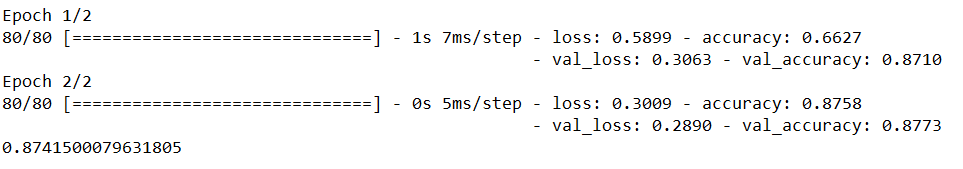 Epoch 1/2
80/80 [==============================] - 1s 7ms/step - loss: 0.5899 - accuracy: 0.6627
- val_loss: 0.3063 - val_accuracy: 0.8710
Epoch 2/2
80/80 [==============================] - 0s 5ms/step - loss: 0.3009 - accuracy: 0.8758
- val_loss: 0.2890 - val_accuracy: 0.8773
0.8741500079631805